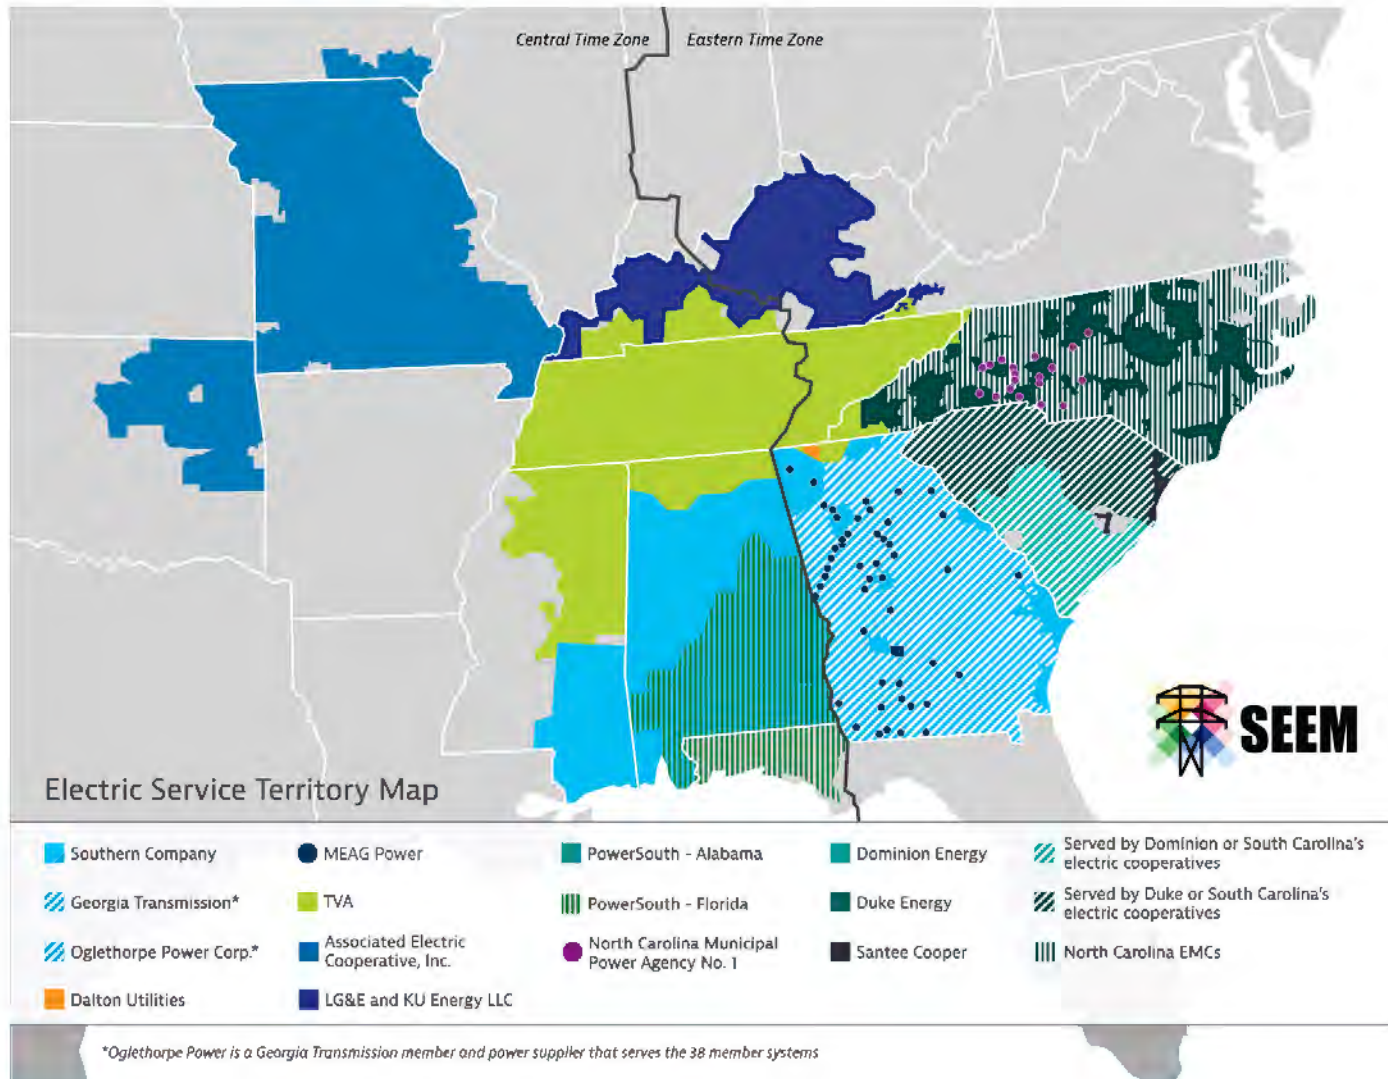 Central Time Zone
Eastern Time Zone
SEEM
Electric Service Territory Map
Southern Company
MEAG Power
PowerSouth - Alabama
Dominion Energy
Served by Dominion or South Carolina's
electric cooperatives
Georgia Transmission*
TVA
PowerSouth - Florida
Duke Energy
Served by Duke or South Carolina's
electric cooperatives
Oglethorpe Power Corp.*
Associated Electric
Cooperative, Inc.
North Carolina Municipal
Power Agency No. 1
Santee Cooper
North Carolina EMCs
Dalton Utilities
LG&E and KU Energy LLC
*Oglethorpe Power is a Georgia Transmission member and power supplier that serves the 38 member systems